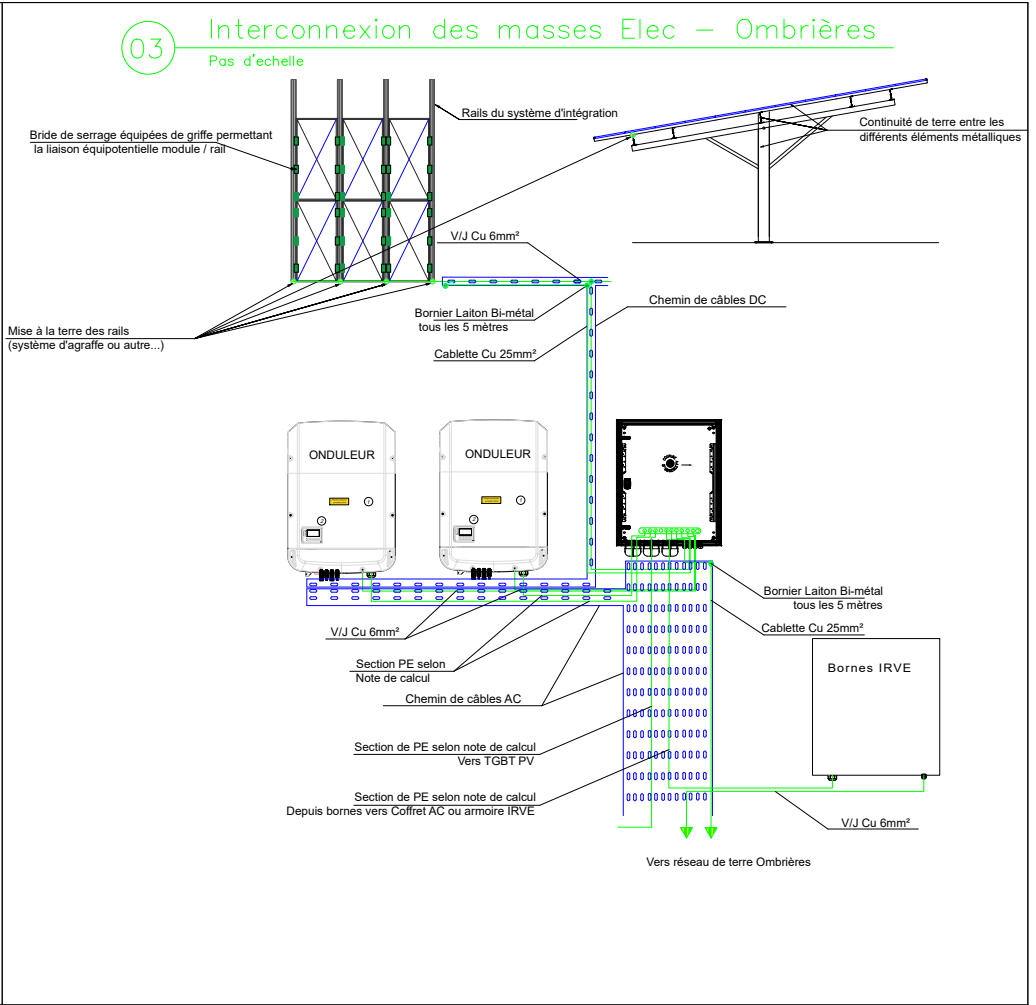 03
Interconnexion des masses Elec – Ombrières
Pas d'echelle
Rails du système d'intégration
Bride de serrage équipées de griffe permettant
la liaison équipotentielle module / rail
Continuité de terre entre les
différents éléments métalliques
V/J Cu 6mm²
Chemin de câbles DC
Bornier Laiton Bi-métal
tous les 5 mètres
Mise à la terre des rails
(système d'agraffe ou autre...)
Cablette Cu 25mm²
ONDULEUR
ONDULEUR
1
2
1
2
Bornier Laiton Bi-métal
tous les 5 mètres
V/J Cu 6mm²
Cablette Cu 25mm²
Section PE selon
Note de calcul
Bornes IRVE
Chemin de câbles AC
Section de PE selon note de calcul
Vers TGBT PV
Section de PE selon note de calcul
Depuis bornes vers Coffret AC ou armoire IRVE
V/J Cu 6mm²
Vers réseau de terre Ombrières